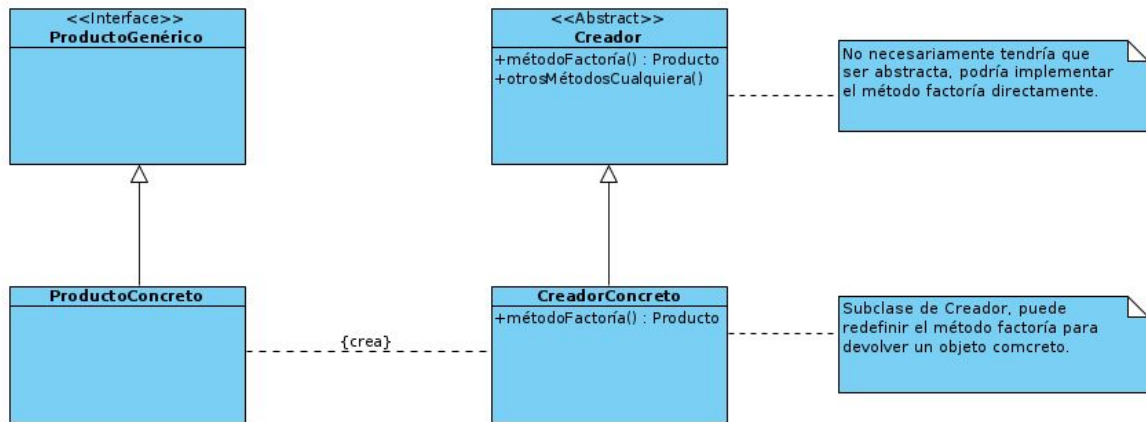 <<Interface>>
ProductoGenérico
<<Abstract>>
Creador
+métodoFactoría() : Producto
+otrosMétodosCualquiera()
No necesariamente tendría que
ser abstracta, podría implementar
el método factoría directamente.
ProductoConcreto
{crea}
CreadorConcreto
+métodoFactoría() : Producto
Subclase de Creador, puede
redefinir el método factoría para
devolver un objeto comcreto.